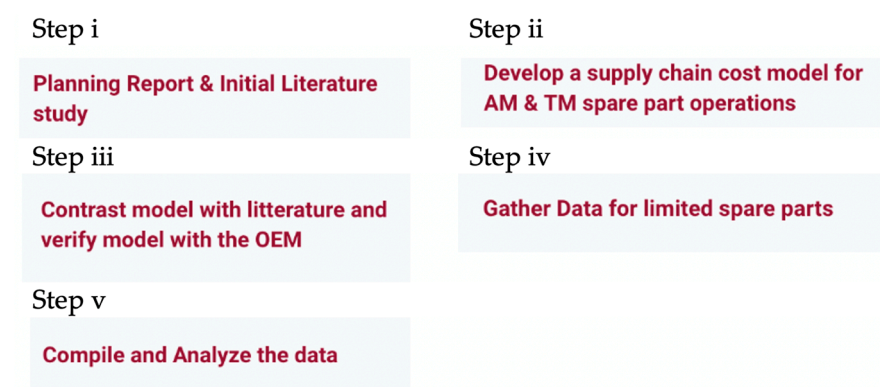 Step i
Planning Report & Initial Literature
study
Step ii
Develop a supply chain cost model for
AM & TM spare part operations
Step iii
Contrast model with litterature and
verify model with the OEM
Step iv
Gather Data for limited spare parts
Step v
Compile and Analyze the data